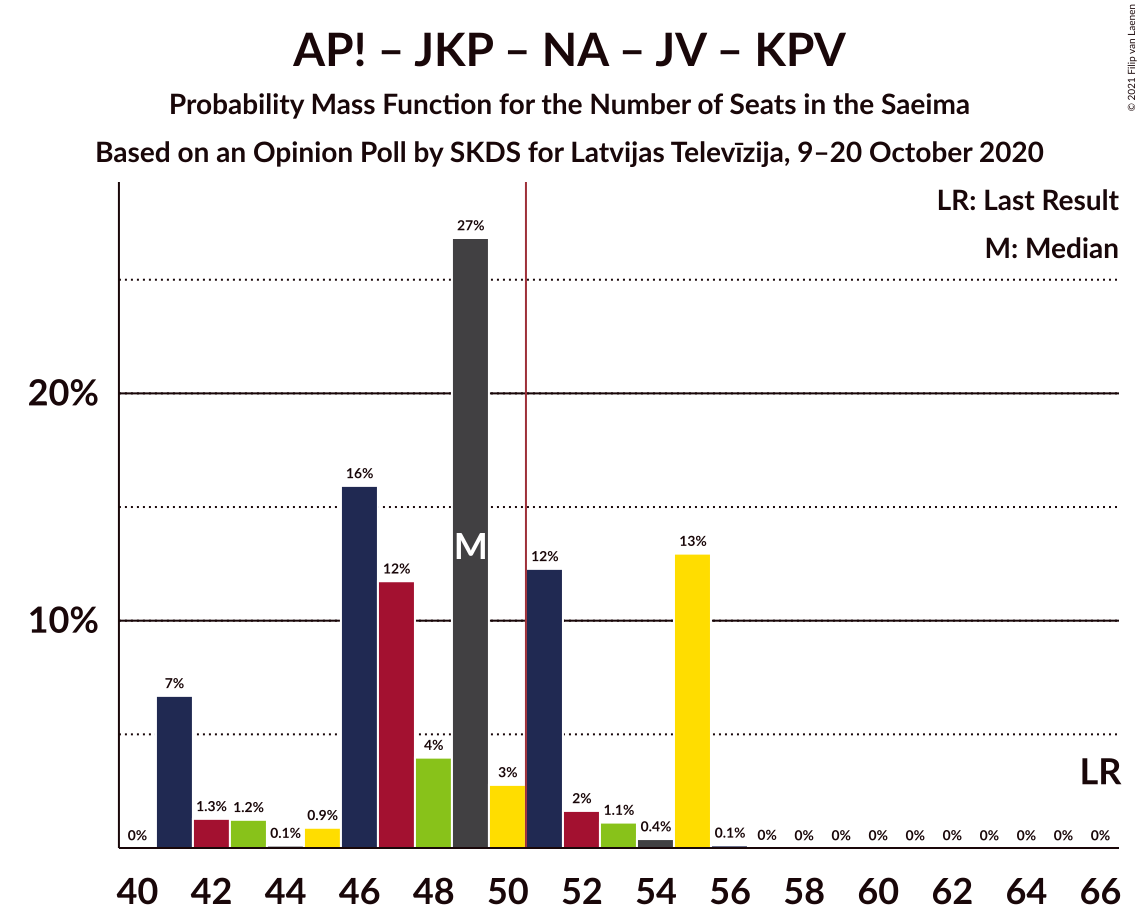 AP! – JKP – NA – JV – KPV
Probability Mass Function for the Number of Seats in the Saeima
Based on an Opinion Poll by SKDS for Latvijas Televīzija, 9–20 October 2020
© 2021 Filip van Laenen
LR: Last Result
M: Median
27%
20%
16%
M
13%
12%
12%
10%
7%
4%
3%
LR
1.3%
1.2%
2%
0% 0.1% 0.9% 1.1% 0.4% 0.1% 0% 0% 0% 0% 0% 0% 0% 0% 0% 0%
40 42 44 46 48 50 52 54 56 58 60 62 64 66